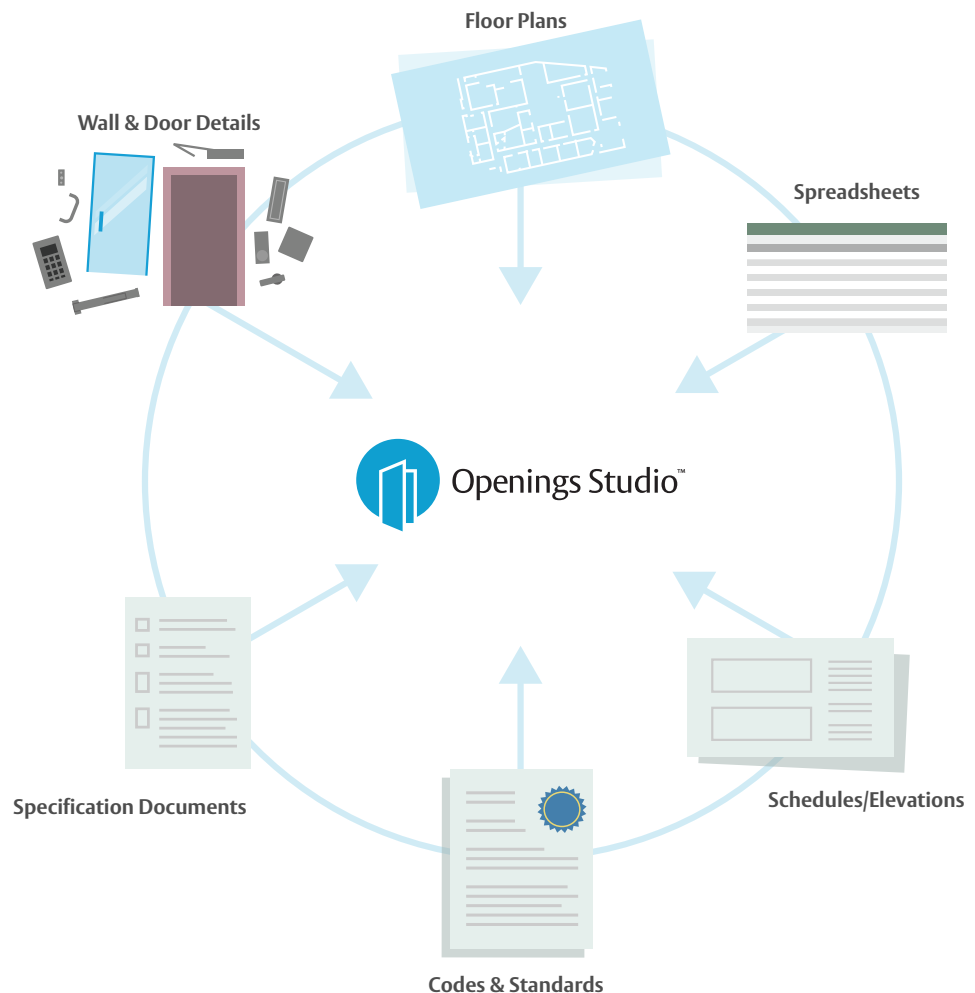 Floor Plans
Wall & Door Details
Spreadsheets
Openings Studio™
Specification Documents
Schedules/Elevations
Codes & Standards